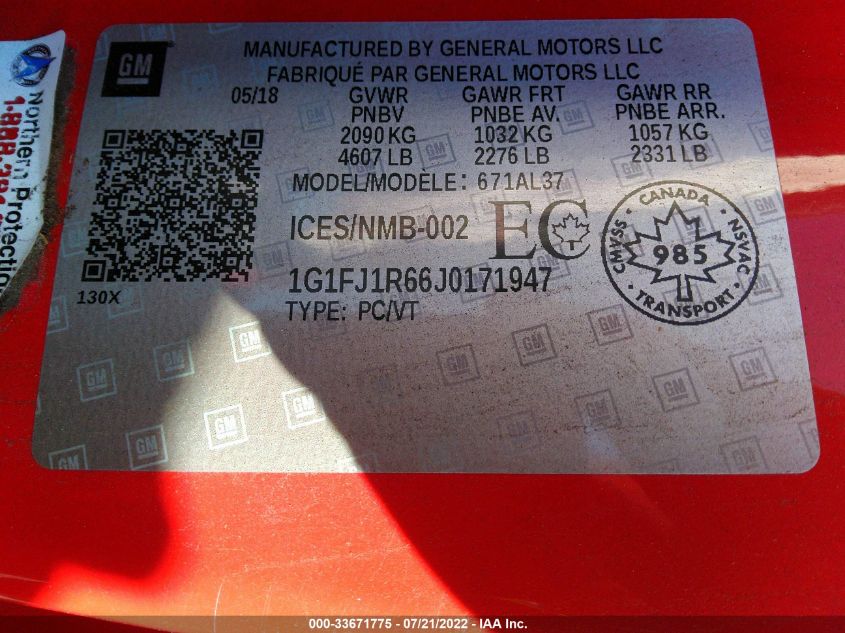 GM
MANUFACTURED BY GENERAL MOTORS LLC
FABRIQUÉ PAR GENERAL MOTORS LLC
05/18 GVWR GAWR FRT GAWR RR
PNBV PNBE AV. PNBE ARR.
2090 KG 1032 KG 1057 KG
4607 LB 2276 LB 2331 LB
MODEL/MODÈLE: 671AL37
ICES/NMB-002 EC
CANADA
CMVSS 985 NSVAC
TRANSPORT
1G1FJ1R66J0171947
TYPE: PC/VT
130X
Northern Protection
000-33671775 - 07/21/2022 - IAA Inc.